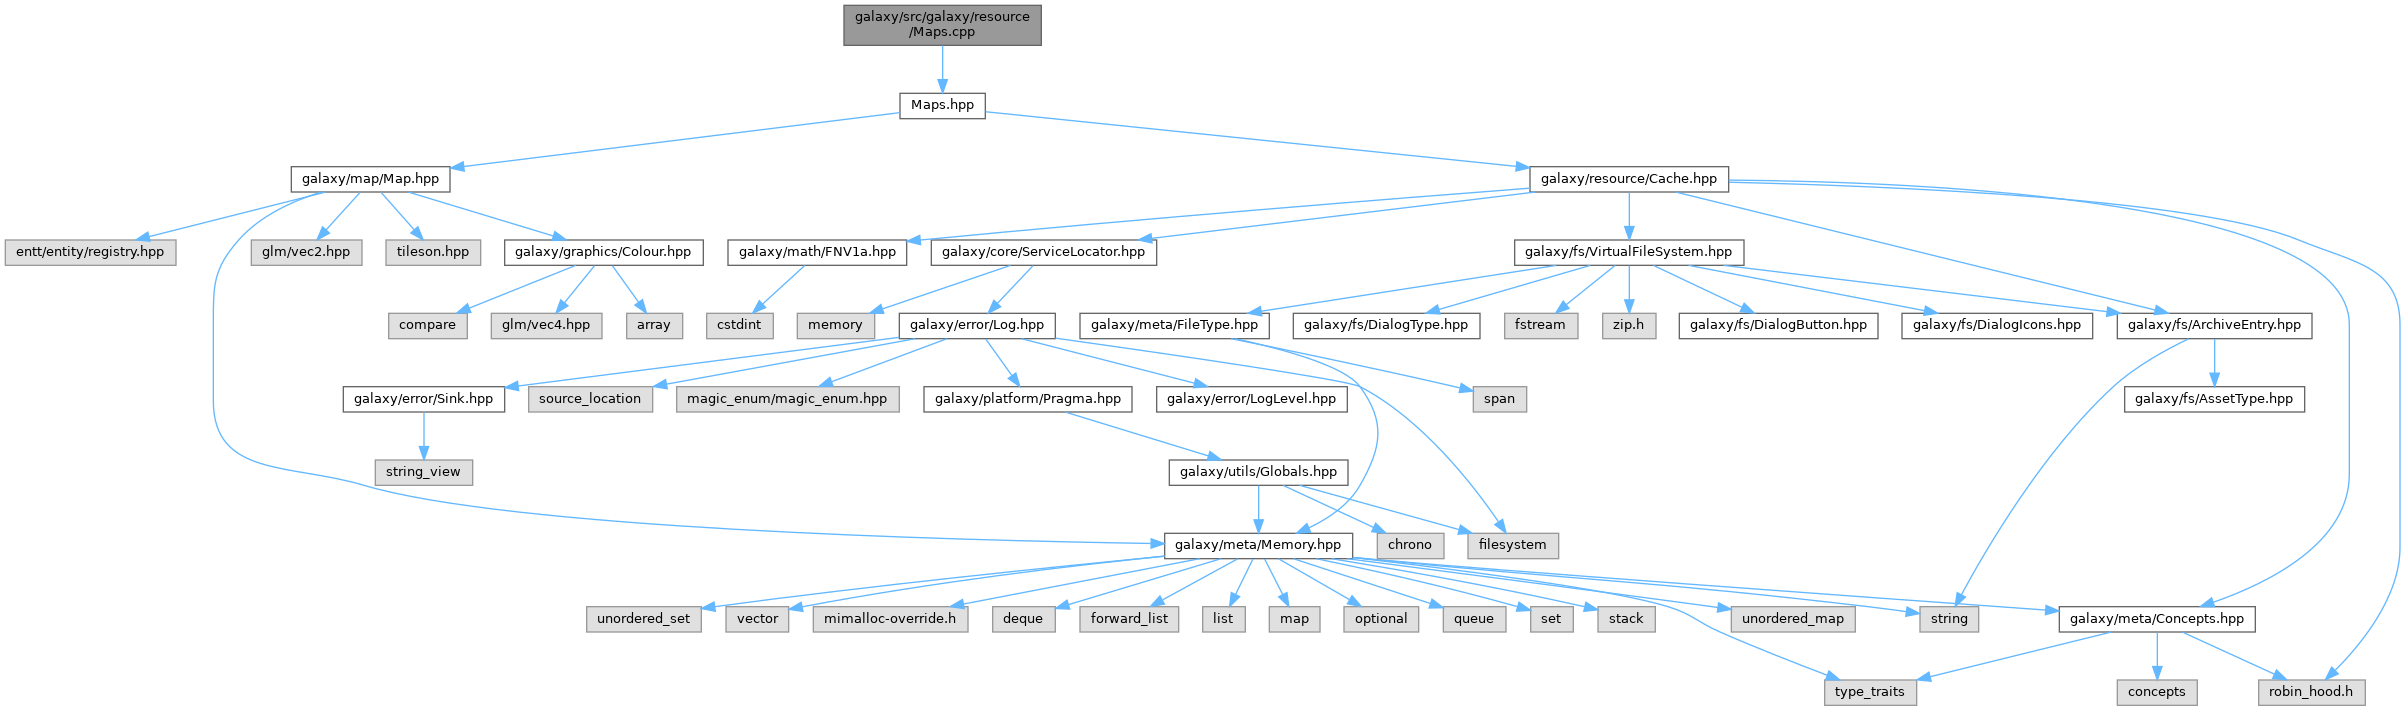 galaxy/src/galaxy/resource
/Maps.cpp
Maps.hpp
galaxy/map/Map.hpp
galaxy/resource/Cache.hpp
entt/entity/registry.hpp
glm/vec2.hpp
tileson.hpp
galaxy/graphics/Colour.hpp
galaxy/math/FNV1a.hpp
galaxy/core/ServiceLocator.hpp
galaxy/fs/VirtualFileSystem.hpp
compare
glm/vec4.hpp
array
cstdint
memory
galaxy/error/Log.hpp
galaxy/meta/FileType.hpp
galaxy/fs/DialogType.hpp
fstream
zip.h
galaxy/fs/DialogButton.hpp
galaxy/fs/DialogIcons.hpp
galaxy/fs/ArchiveEntry.hpp
galaxy/error/Sink.hpp
source_location
magic_enum/magic_enum.hpp
galaxy/platform/Pragma.hpp
galaxy/error/LogLevel.hpp
span
galaxy/fs/AssetType.hpp
string_view
galaxy/utils/Globals.hpp
galaxy/meta/Memory.hpp
chrono
filesystem
unordered_set
vector
mimalloc-override.h
deque
forward_list
list
map
optional
queue
set
stack
unordered_map
string
galaxy/meta/Concepts.hpp
type_traits
concepts
robin_hood.h